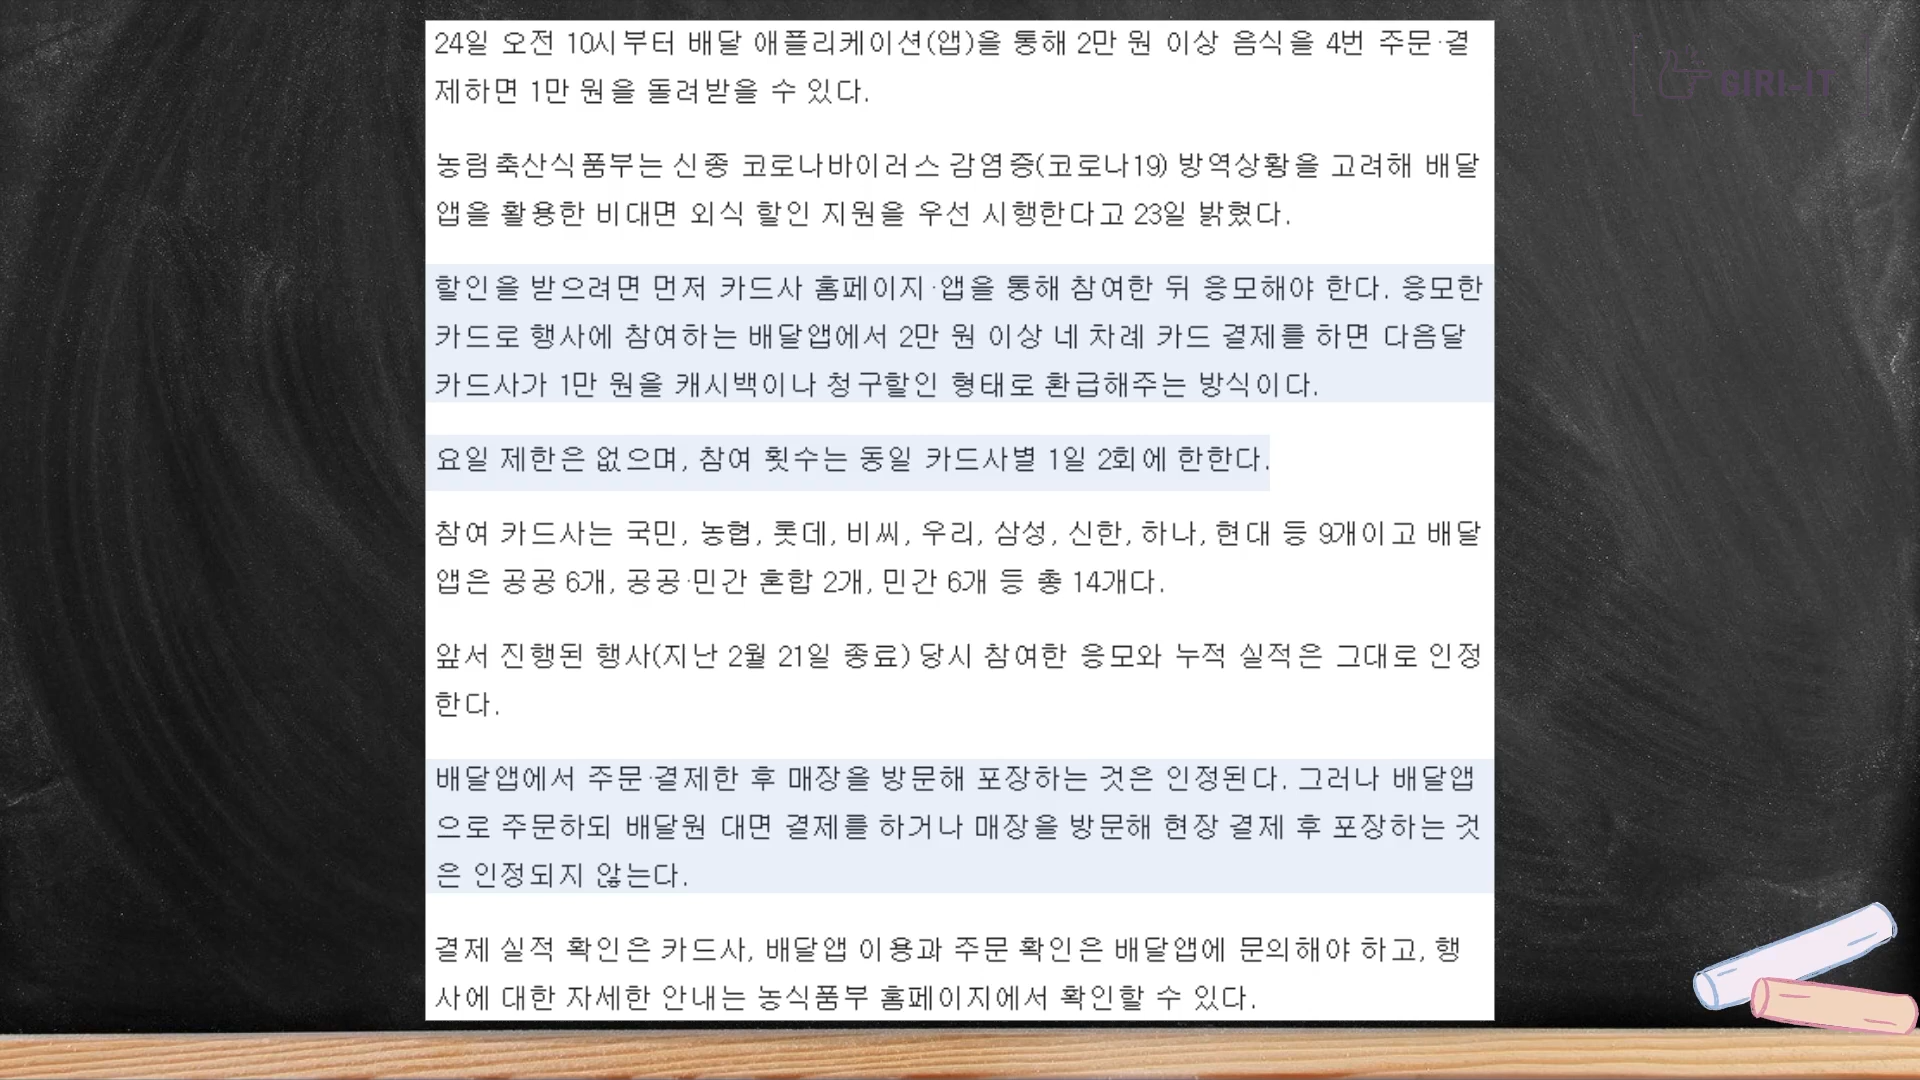 24일 오전 10시부터 배달 애플리케이션(앱)을 통해 2만 원 이상 음식을 4번 주문·결
제하면 1만 원을 돌려받을 수 있다.
농림축산식품부는 신종 코로나바이러스 감염증(코로나19) 방역상황을 고려해 배달
앱을 활용한 비대면 외식 할인 지원을 우선 시행한다고 23일 밝혔다.
할인을 받으려면 먼저 카드사 홈페이지·앱을 통해 참여한 뒤 응모해야 한다. 응모한
카드로 행사에 참여하는 배달앱에서 2만 원 이상 네 차례 카드 결제를 하면 다음달
카드사가 1만 원을 캐시백이나 청구할인 형태로 환급해주는 방식이다.
요일 제한은 없으며, 참여 횟수는 동일 카드사별 1일 2회에 한한다.
참여 카드사는 국민, 농협, 롯데, 비씨, 우리, 삼성, 신한, 하나, 현대 등 9개이고 배달
앱은 공공 6개, 공공·민간 혼합 2개, 민간 6개 등 총 14개다.
앞서 진행된 행사(지난 2월 21일 종료) 당시 참여한 응모와 누적 실적은 그대로 인정
한다.
배달앱에서 주문·결제한 후 매장을 방문해 포장하는 것은 인정된다. 그러나 배달앱
으로 주문하되 배달원 대면 결제를 하거나 매장을 방문해 현장 결제 후 포장하는 것
은 인정되지 않는다.
결제 실적 확인은 카드사, 배달앱 이용과 주문 확인은 배달앱에 문의해야 하고, 행
사에 대한 자세한 안내는 농식품부 홈페이지에서 확인할 수 있다.
GIRI-IT